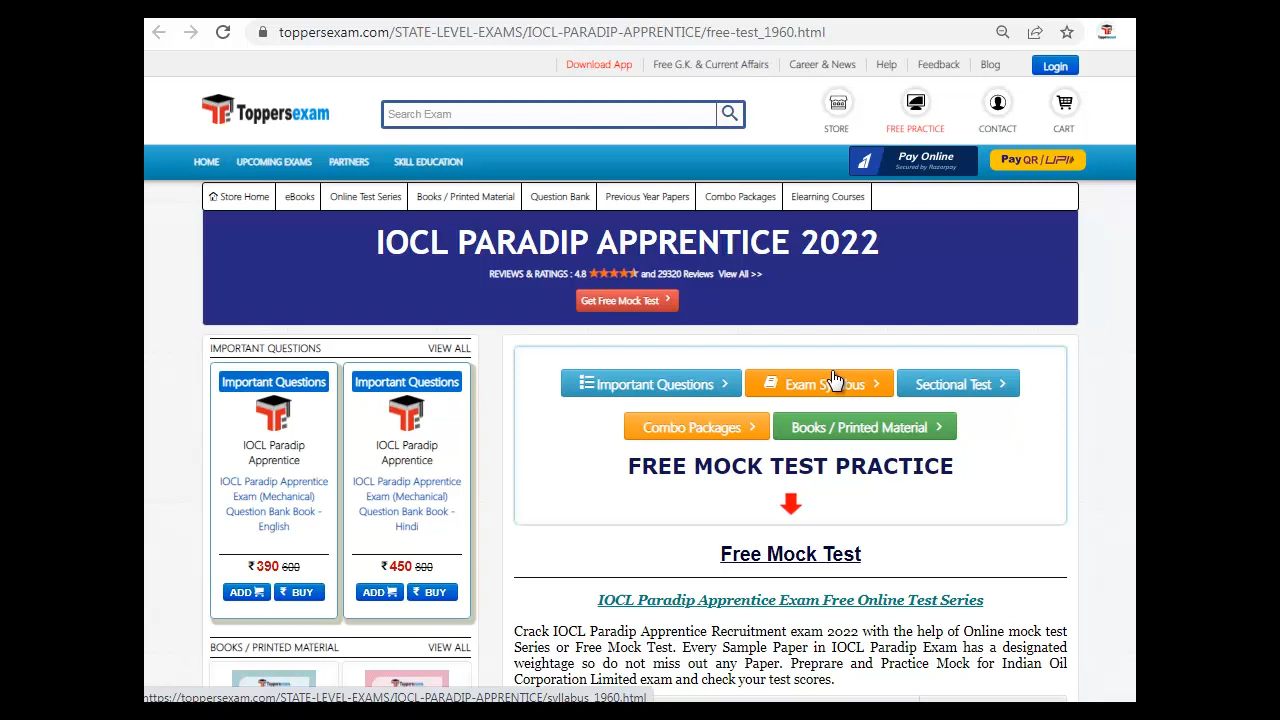 toppersexam.com/STATE-LEVEL-EXAMS/IOCL-PARADIP-APPRENTICE/free-test_1960.html
Download App
Free G.K. & Current Affairs
Career & News
Help
Feedback
Blog
Login
Toppersexam
Search Exam
STORE
FREE PRACTICE
CONTACT
CART
HOME
UPCOMING EXAMS
PARTNERS
SKILL EDUCATION
Pay Online
Secured by Razorpay
Pay QR / UPI
Store Home
eBooks
Online Test Series
Books / Printed Material
Question Bank
Previous Year Papers
Combo Packages
Elearning Courses
IOCL PARADIP APPRENTICE 2022
REVIEWS & RATINGS : 4.8 and 29320 Reviews View All >>
Get Free Mock Test
IMPORTANT QUESTIONS
VIEW ALL
Important Questions
IOCL Paradip
Apprentice
IOCL Paradip Apprentice
Exam (Mechanical)
Question Bank Book -
English
₹ 390 600
ADD
₹ BUY
Important Questions
IOCL Paradip
Apprentice
IOCL Paradip Apprentice
Exam (Mechanical)
Question Bank Book -
Hindi
₹ 450 800
ADD
₹ BUY
BOOKS / PRINTED MATERIAL
VIEW ALL
Important Questions
Exam Syllabus
Sectional Test
Combo Packages
Books / Printed Material
FREE MOCK TEST PRACTICE
Free Mock Test
IOCL Paradip Apprentice Exam Free Online Test Series
Crack IOCL Paradip Apprentice Recruitment exam 2022 with the help of Online mock test
Series or Free Mock Test. Every Sample Paper in IOCL Paradip Exam has a designated
weightage so do not miss out any Paper. Preprare and Practice Mock for Indian Oil
Corporation Limited exam and check your test scores.
https://toppersexam.com/STATE-LEVEL-EXAMS/IOCL-PARADIP-APPRENTICE/syllabus_1960.html